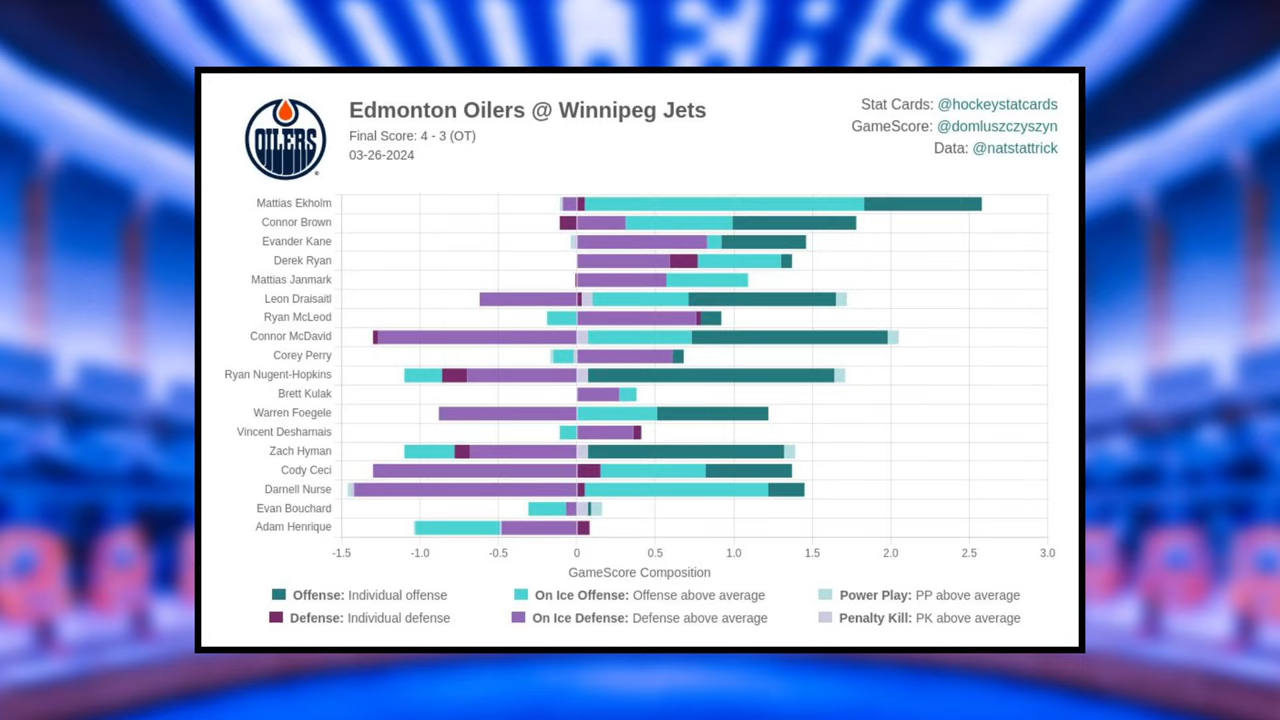 OILERS
Edmonton Oilers @ Winnipeg Jets
Final Score: 4 - 3 (OT)
03-26-2024
Stat Cards: @hockeystatcards
GameScore: @domluszczyszyn
Data: @natstattrick
OILERS
Mattias Ekholm
Connor Brown
Evander Kane
Derek Ryan
Mattias Janmark
Leon Draisaitl
Ryan McLeod
Connor McDavid
Corey Perry
Ryan Nugent-Hopkins
Brett Kulak
Warren Foegele
Vincent Desharnais
Zach Hyman
Cody Ceci
Darnell Nurse
Evan Bouchard
Adam Henrique
-1.5 -1.0 -0.5 0 0.5 1.0 1.5 2.0 2.5 3.0
GameScore Composition
Offense: Individual offense On Ice Offense: Offense above average Power Play: PP above average
Defense: Individual defense On Ice Defense: Defense above average Penalty Kill: PK above average